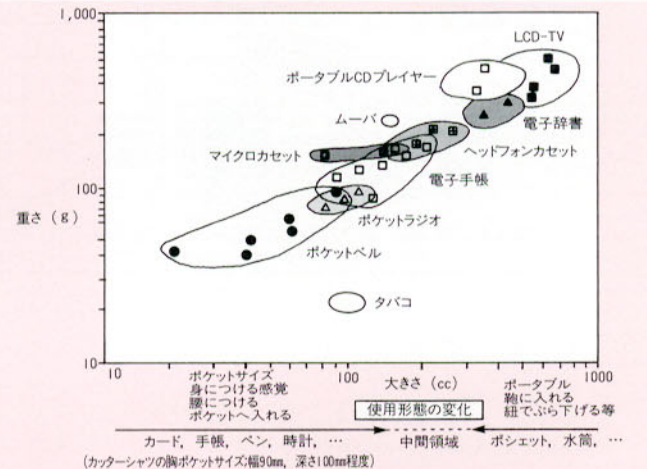 1,000
LCD-TV
ポータブルCDプレイヤー
ムーバ
電子辞書
マイクロカセット
ヘッドフォンカセット
電子手帳
100
重さ（g）
ポケットラジオ
ポケットベル
タバコ
10
10
100
大きさ（cc）
1000
ポケットサイズ
身につける感覚
腰につける
ポケットへ入れる
ポータブル
鞄に入れる
紐でぶら下げる等
使用形態の変化
カード，手帳，ペン，時計，…
中間領域
ポシェット，水筒，…
(カッターシャツの胸ポケットサイズ;幅90mm，深さ100mm程度)